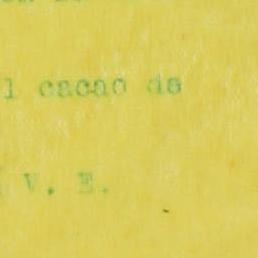 l cacao de
V. E.